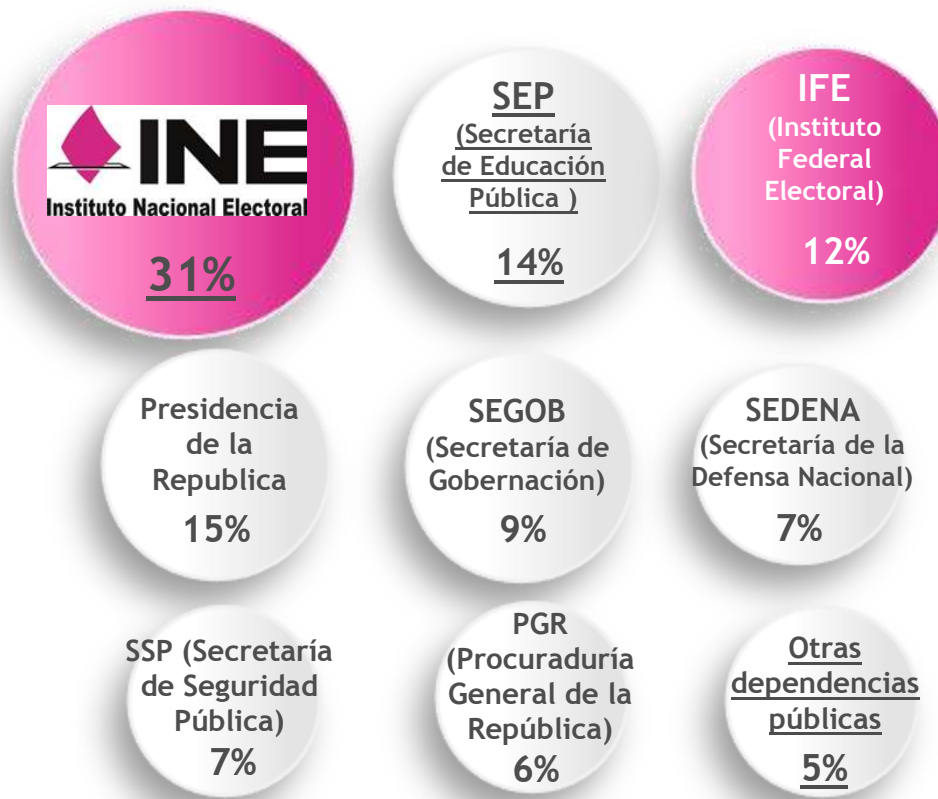 INE
Instituto Nacional Electoral
31%
SEP
(Secretaría
de Educación
Pública )
14%
IFE
(Instituto
Federal
Electoral)
12%
Presidencia
de la
Republica
15%
SEGOB
(Secretaría de
Gobernación)
9%
SEDENA
(Secretaría de la
Defensa Nacional)
7%
SSP (Secretaría
de Seguridad
Pública)
7%
PGR
(Procuraduría
General de la
República)
6%
Otras
dependencias
públicas
5%